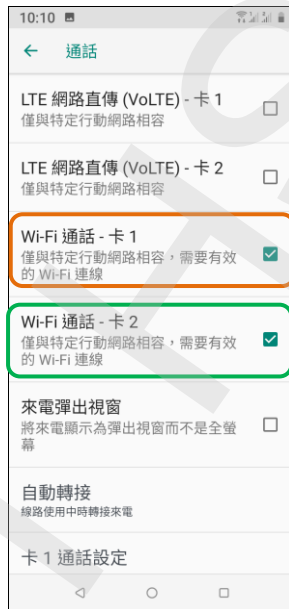 10:10
通話
LTE 網路直傳 (VoLTE) - 卡 1
僅與特定行動網路相容
LTE 網路直傳 (VoLTE) - 卡 2
僅與特定行動網路相容
Wi-Fi 通話 - 卡 1
僅與特定行動網路相容，需要有效
的 Wi-Fi 連線
Wi-Fi 通話 - 卡 2
僅與特定行動網路相容，需要有效
的 Wi-Fi 連線
來電彈出視窗
將來電顯示為彈出視窗而不是全螢
幕
自動轉接
線路使用中時轉接來電
卡 1 通話設定